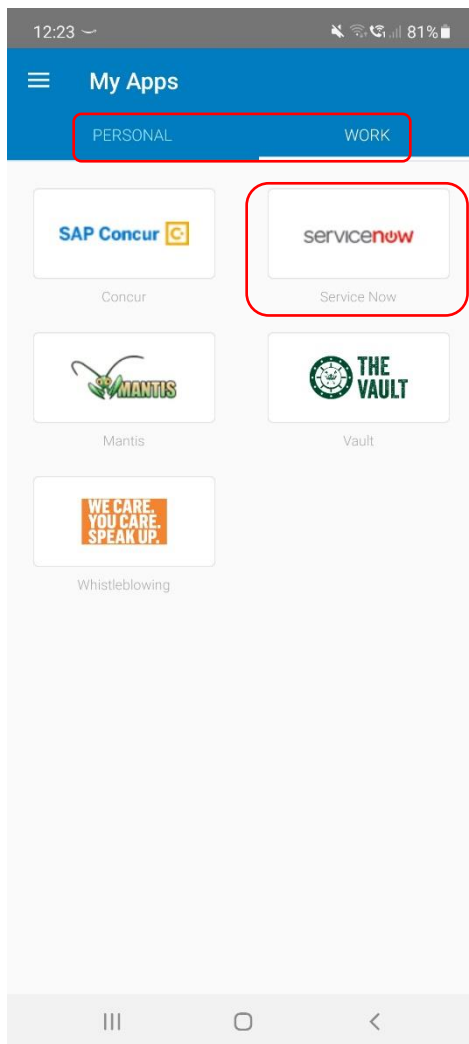 12:23
81%
My Apps
PERSONAL
WORK
SAP Concur C
servicenow
Concur
Service Now
MANTIS
THE
VAULT
Mantis
Vault
WE CARE.
YOU CARE.
SPEAK UP.
Whistleblowing